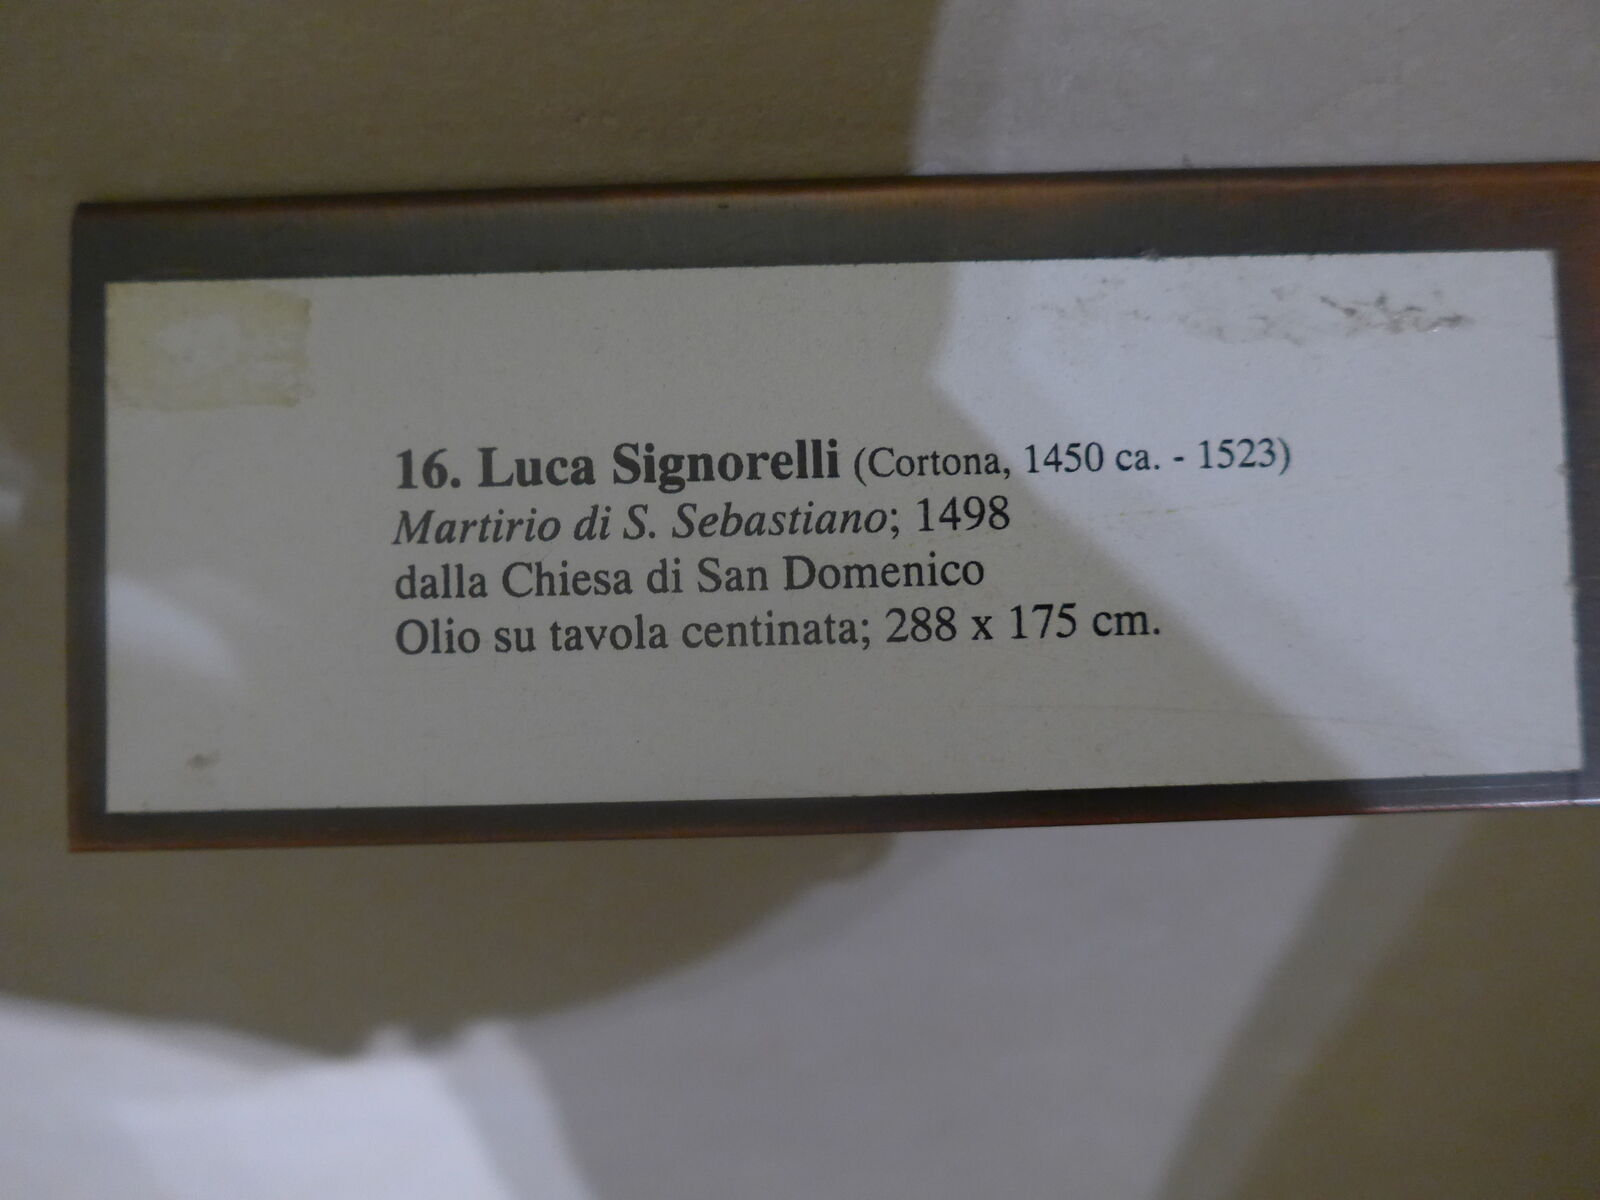 16. Luca Signorelli (Cortona, 1450 ca. - 1523)
Martirio di S. Sebastiano; 1498
dalla Chiesa di San Domenico
Olio su tavola centinata; 288 x 175 cm.